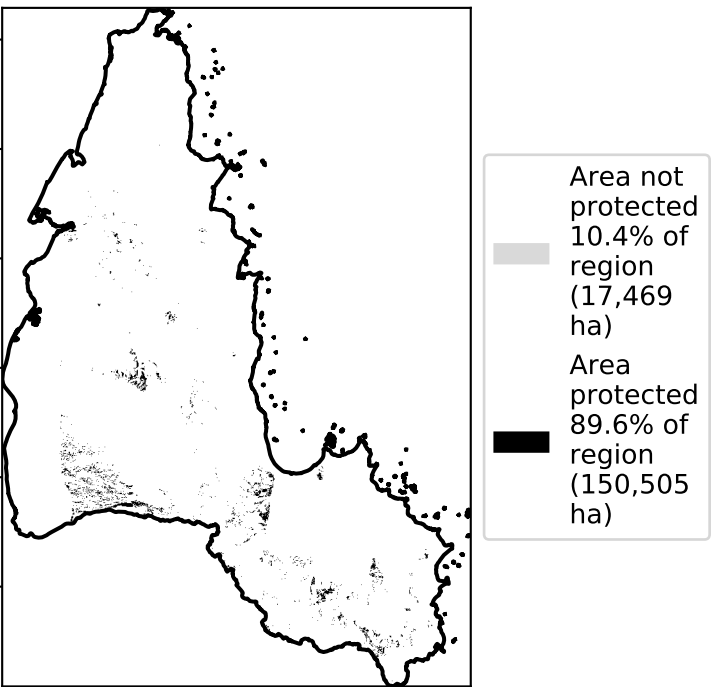 Area not
protected
10.4% of
region
(17,469
ha)
Area
protected
89.6% of
region
(150,505
ha)